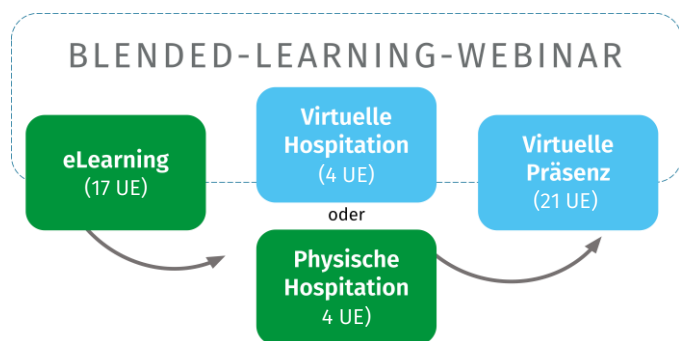 BLENDED-LEARNING-WEBINAR
eLearning
(17 UE)
Virtuelle
Hospitation
(4 UE)
oder
Physische
Hospitation
4 UE)
Virtuelle
Präsenz
(21 UE)